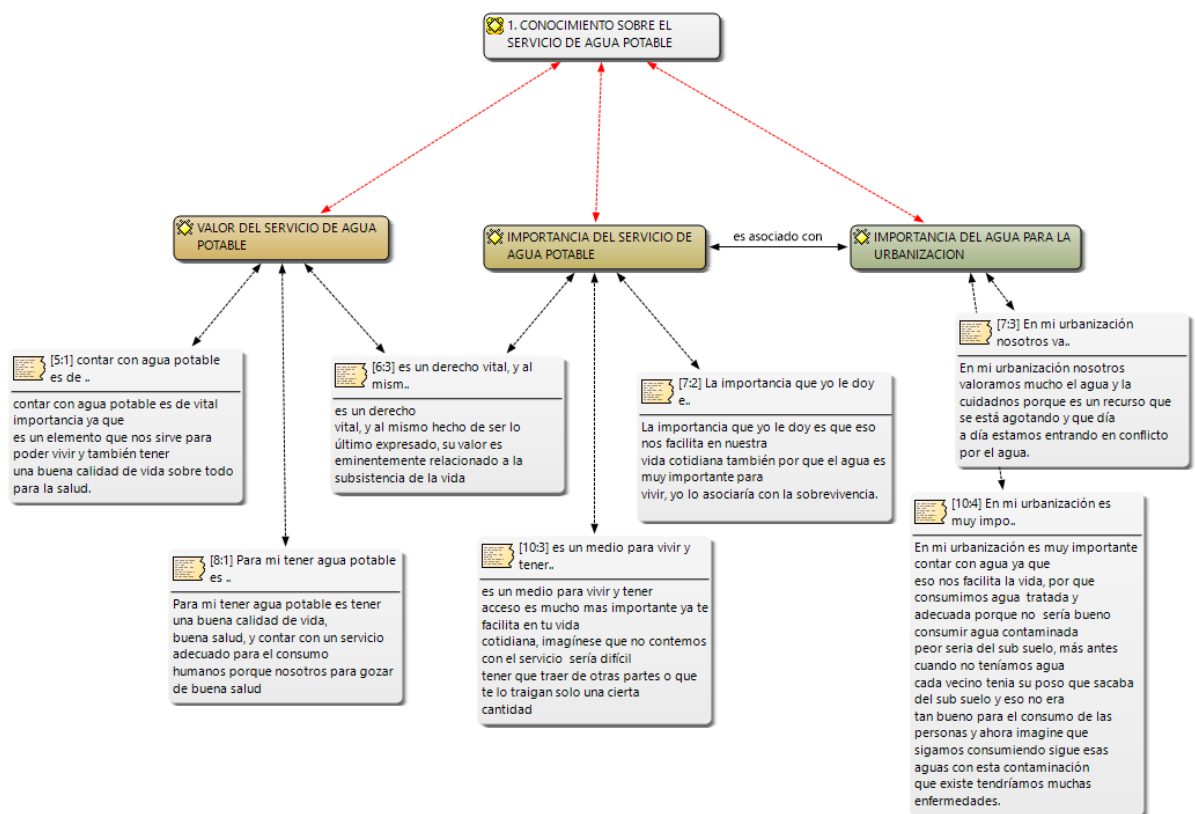 1. CONOCIMIENTO SOBRE EL
SERVICIO DE AGUA POTABLE
VALOR DEL SERVICIO DE AGUA
POTABLE
IMPORTANCIA DEL SERVICIO DE
AGUA POTABLE
es asociado con
IMPORTANCIA DEL AGUA PARA LA
URBANIZACION
[5:1] contar con agua potable
es de ..
contar con agua potable es de vital
importancia ya que
es un elemento que nos sirve para
poder vivir y también tener
una buena calidad de vida sobre todo
para la salud.
[6:3] es un derecho vital, y al
mism..
es un derecho
vital, y al mismo hecho de ser lo
último expresado, su valor es
eminentemente relacionado a la
subsistencia de la vida
[7:2] La importancia que yo le doy
e..
La importancia que yo le doy es que eso
nos facilita en nuestra
vida cotidiana también por que el agua es
muy importante para
vivir, yo lo asociaría con la sobrevivencia.
[7:3] En mi urbanización
nosotros va..
En mi urbanización nosotros
valoramos mucho el agua y la
cuidadnos porque es un recurso que
se está agotando y que día
a día estamos entrando en conflicto
por el agua.
[8:1] Para mi tener agua potable
es ..
Para mi tener agua potable es tener
una buena calidad de vida,
buena salud, y contar con un servicio
adecuado para el consumo
humanos porque nosotros para gozar
de buena salud
[10:3] es un medio para vivir y
tener..
es un medio para vivir y tener
acceso es mucho mas importante ya te
facilita en tu vida
cotidiana, imagínese que no contemos
con el servicio sería difícil
tener que traer de otras partes o que
te lo traigan solo una cierta
cantidad
[10:4] En mi urbanización es
muy impo..
En mi urbanización es muy importante
contar con agua ya que
eso nos facilita la vida, por que
consumimos agua tratada y
adecuada porque no sería bueno
consumir agua contaminada
peor seria del sub suelo, más antes
cuando no teníamos agua
cada vecino tenia su poso que sacaba
del sub suelo y eso no era
tan bueno para el consumo de las
personas y ahora imagine que
sigamos consumiendo sigue esas
aguas con esta contaminación
que existe tendríamos muchas
enfermedades.